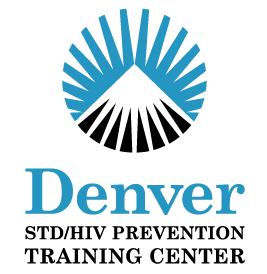 Denver
STD/HIV PREVENTION
TRAINING CENTER